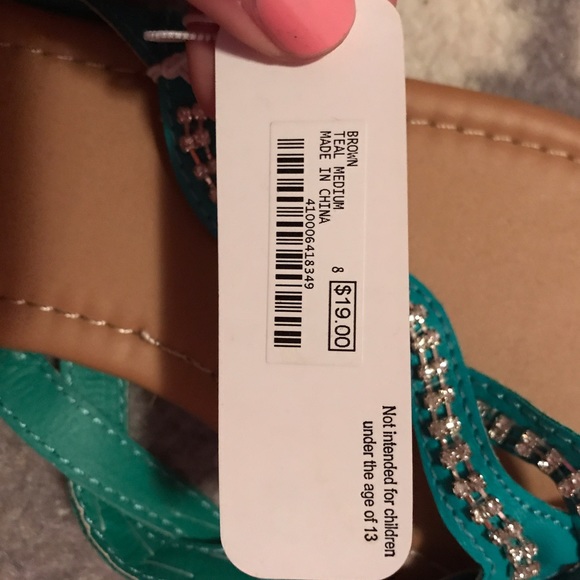 BROWN
TEAL MEDIUM
MADE IN CHINA
410006418349
8 $19.00
Not intended for children
under the age of 13